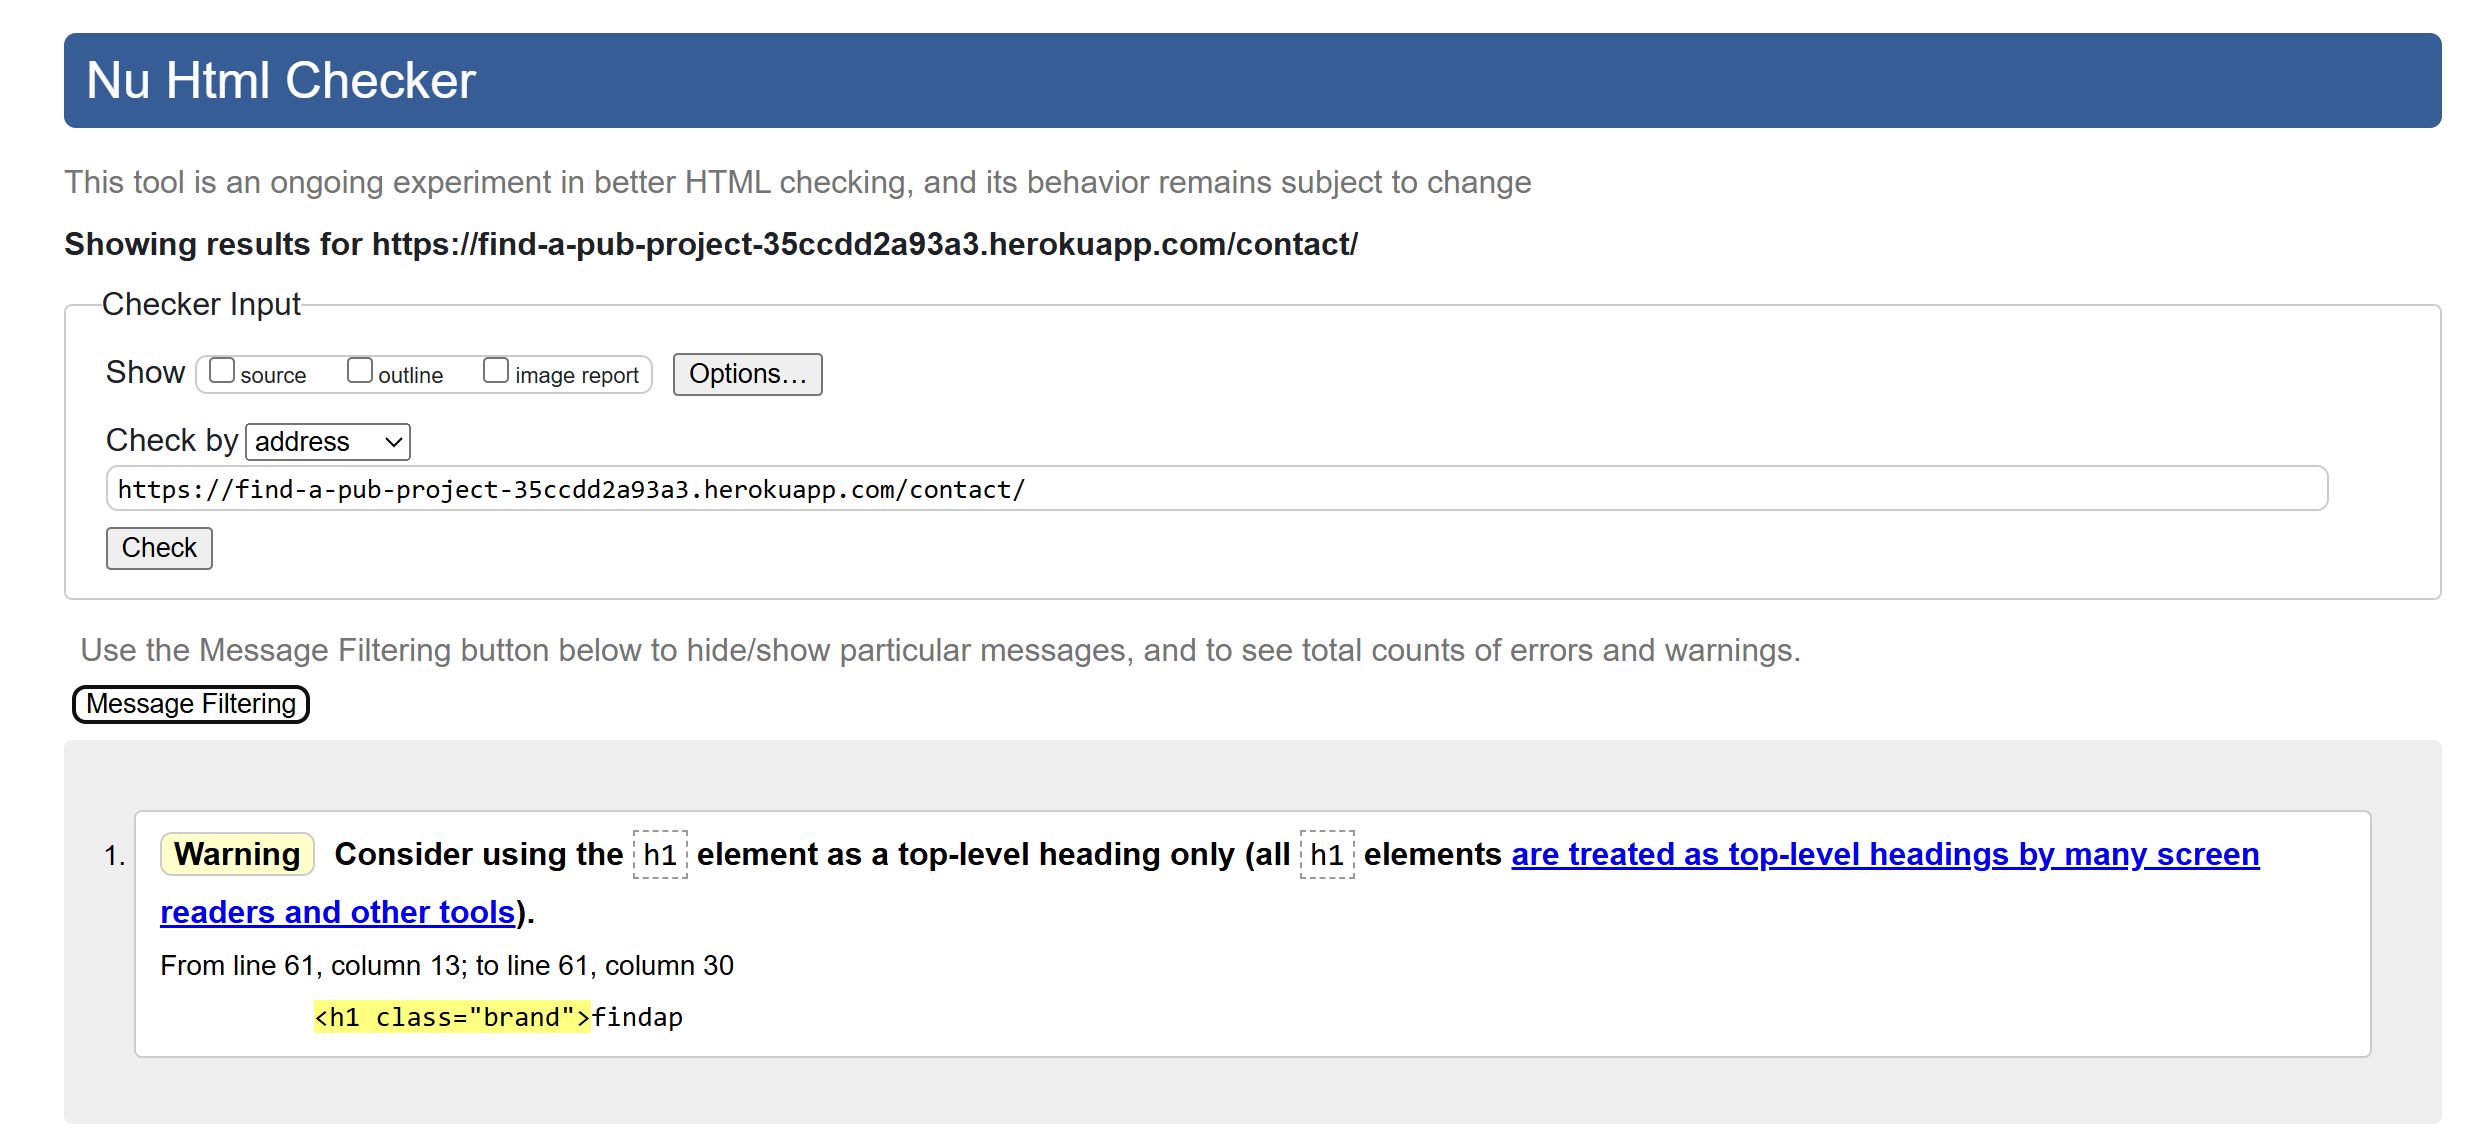 Nu Html Checker
This tool is an ongoing experiment in better HTML checking, and its behavior remains subject to change
Showing results for https://find-a-pub-project-35ccdd2a93a3.herokuapp.com/contact/
Checker Input
Show source outline image report Options...
Check by address
https://find-a-pub-project-35ccdd2a93a3.herokuapp.com/contact/
Check
Use the Message Filtering button below to hide/show particular messages, and to see total counts of errors and warnings.
Message Filtering
1. Warning Consider using the h1 element as a top-level heading only (all h1 elements are treated as top-level headings by many screen
readers and other tools).
From line 61, column 13; to line 61, column 30
<h1 class="brand">findap